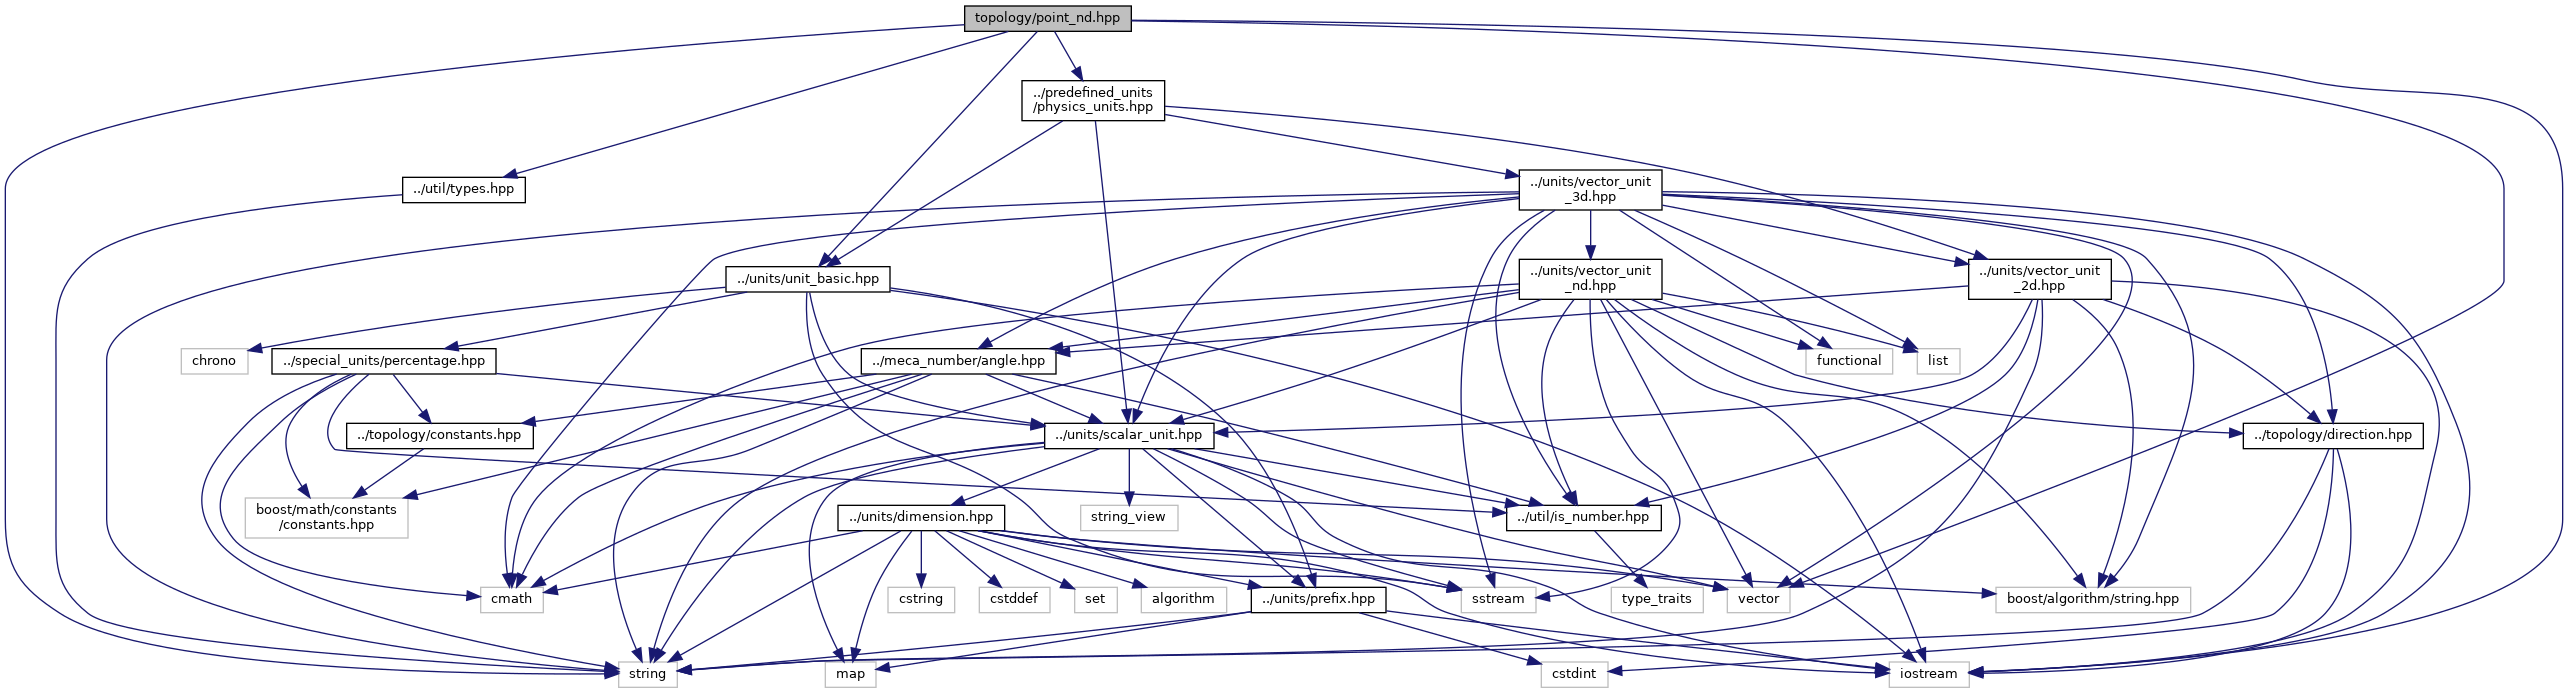 topology/point_nd.hpp
../predefined_units
/physics_units.hpp
../util/types.hpp
../units/vector_unit
_3d.hpp
../units/unit_basic.hpp
../units/vector_unit
_nd.hpp
../units/vector_unit
_2d.hpp
chrono
../special_units/percentage.hpp
../meca_number/angle.hpp
functional
list
../topology/constants.hpp
../units/scalar_unit.hpp
../topology/direction.hpp
boost/math/constants
/constants.hpp
../units/dimension.hpp
string_view
../util/is_number.hpp
cmath
cstring
cstddef
set
algorithm
../units/prefix.hpp
sstream
type_traits
vector
boost/algorithm/string.hpp
string
map
cstdint
iostream